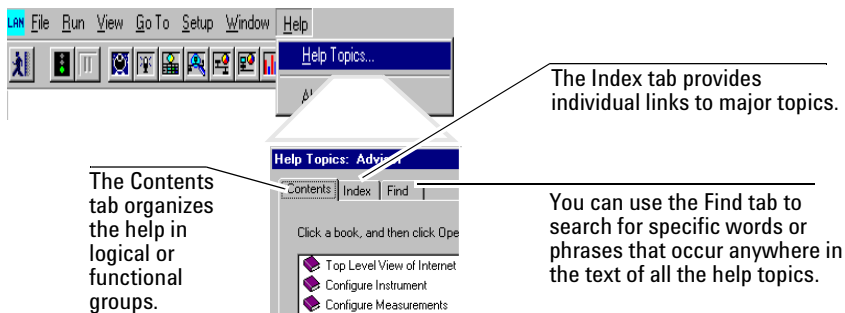 LAN File Run View Go To Setup Window Help
Help Topics...
The Index tab provides
individual links to major topics.
Help Topics:
Contents Index Find
The Contents
tab organizes
the help in
logical or
functional
groups.
You can use the Find tab to
search for specific words or
phrases that occur anywhere in
the text of all the help topics.
Click a book, and then click
Top Level View of Internet
Configure Instrument
Configure Measurements